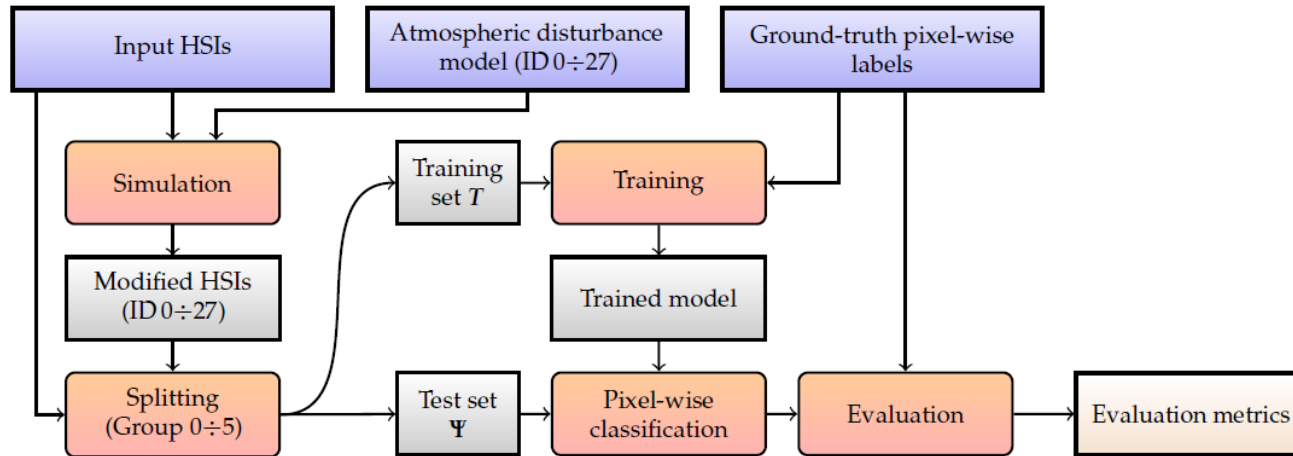 Input HSIs
Atmospheric disturbance
model (ID 0÷27)
Ground-truth pixel-wise
labels
Simulation
Training
set T
Training
Modified HSIs
(ID 0÷27)
Trained model
Splitting
(Group 0÷5)
Test set
Ψ
Pixel-wise
classification
Evaluation
Evaluation metrics